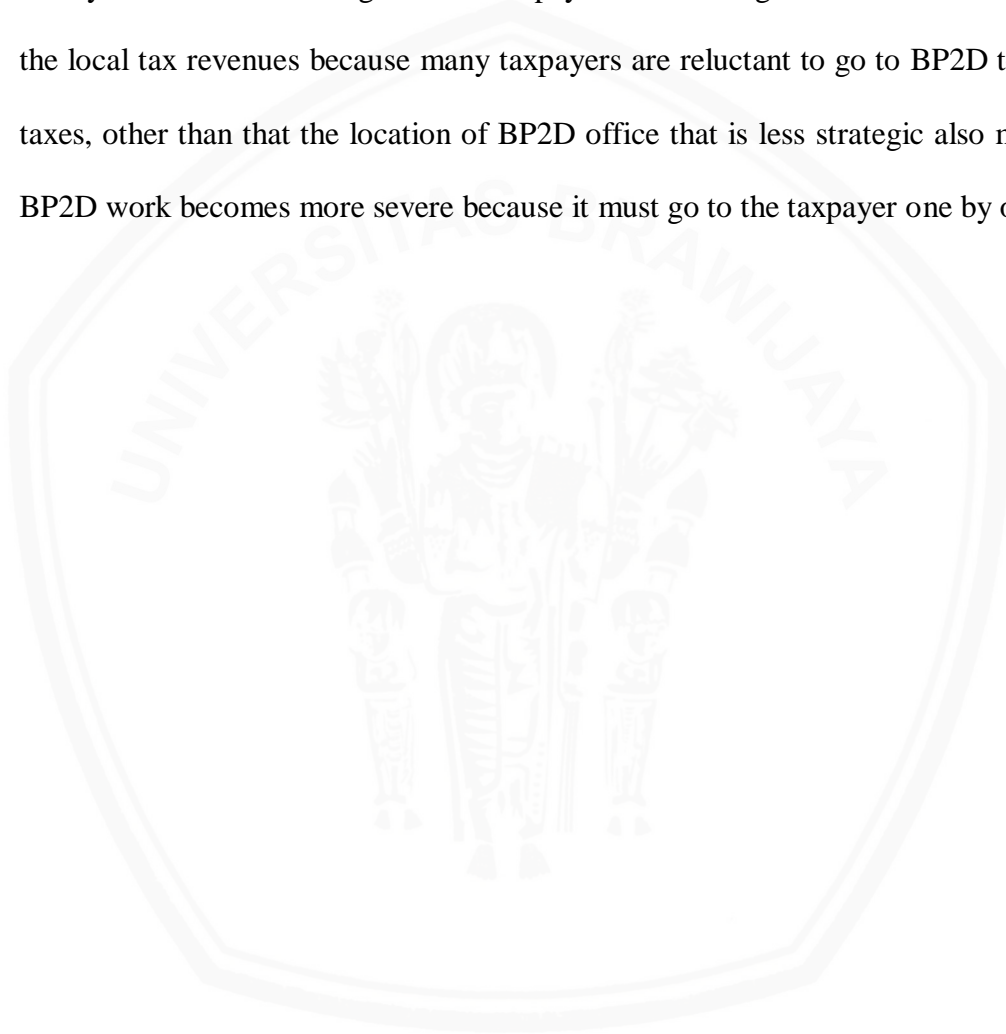 the local tax revenues because many taxpayers are reluctant to go to BP2D
taxes, other than that the location of BP2D office that is less strategic also
BP2D work becomes more severe because it must go to the taxpayer one by
UNIVERSITAS BRAWIJAYA